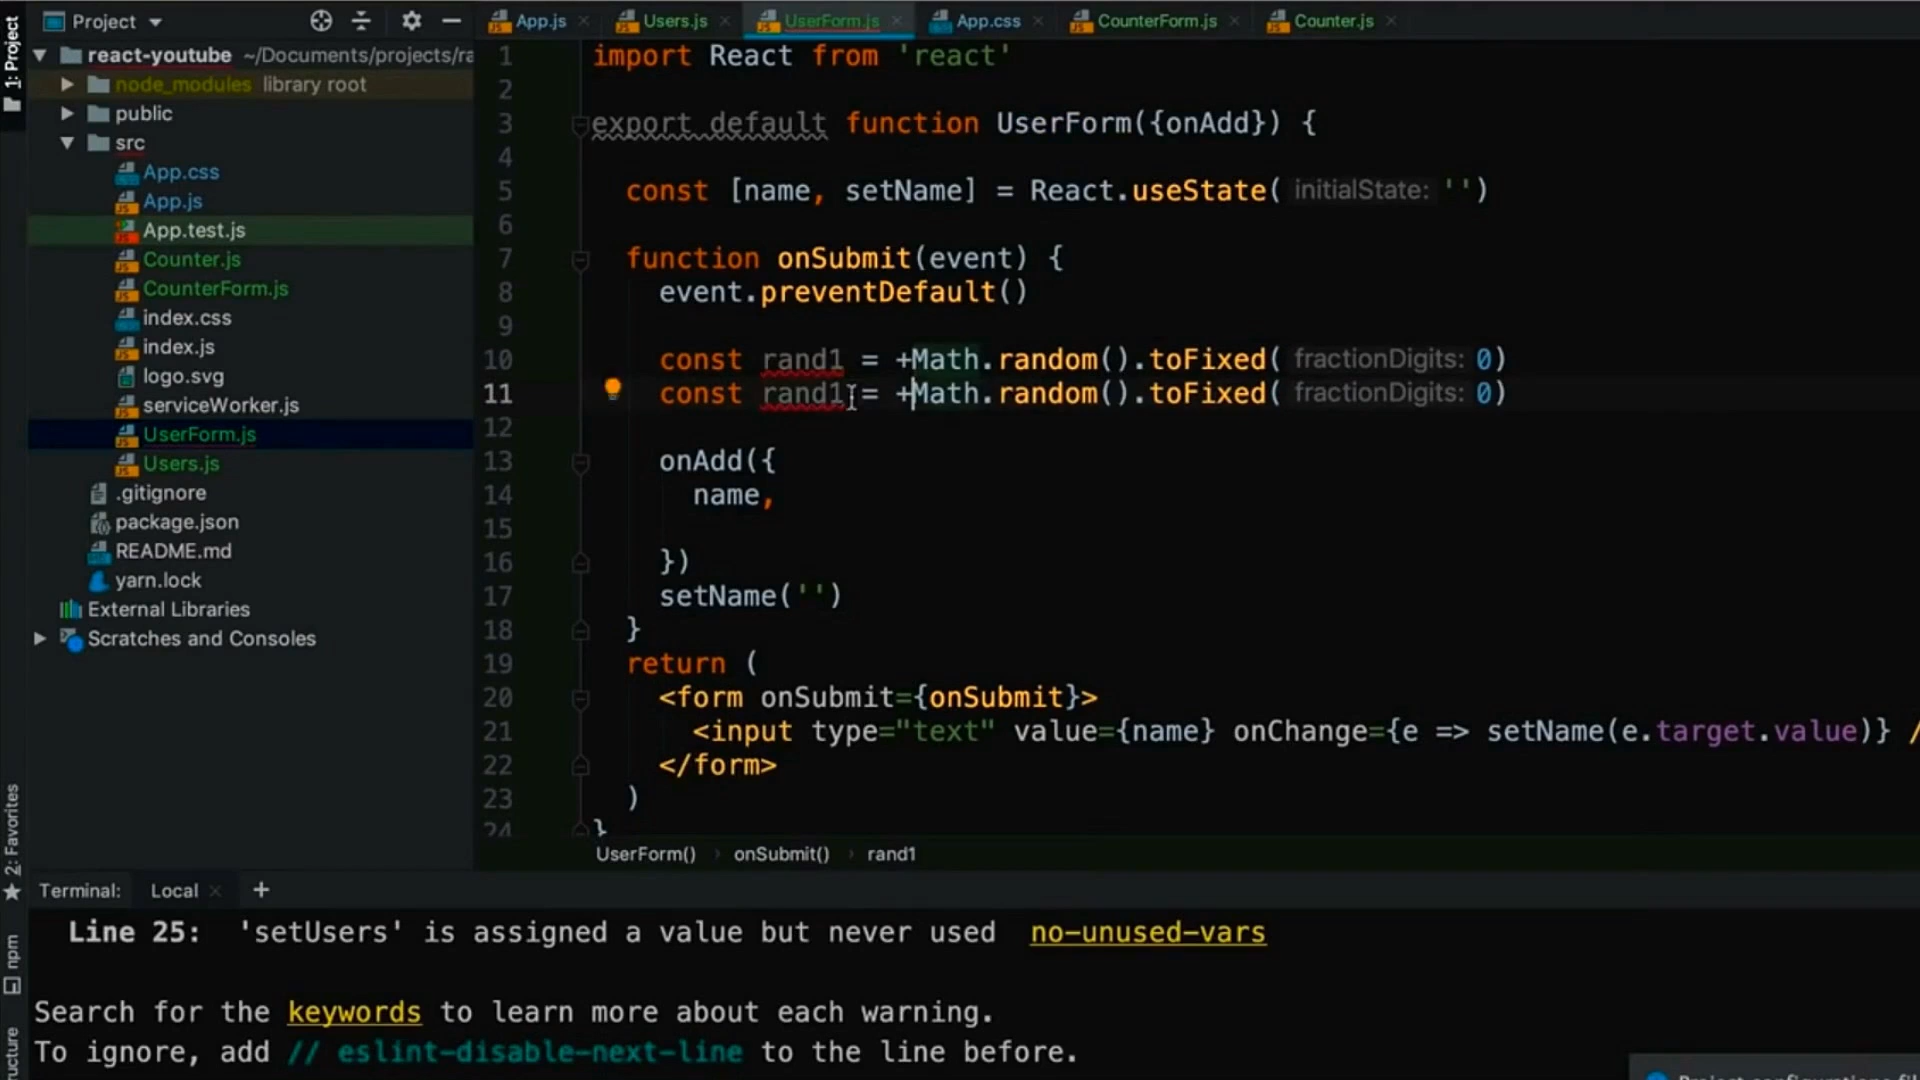 1: Project
Project
react-youtube ~/Documents/projects/ra
node_modules library root
public
src
App.css
App.js
App.test.js
Counter.js
CounterForm.js
index.css
index.js
logo.svg
serviceWorker.js
UserForm.js
Users.js
.gitignore
package.json
README.md
yarn.lock
External Libraries
Scratches and Consoles
App.js Users.js UserForm.js App.css CounterForm.js Counter.js
1 import React from 'react'
2
3 export default function UserForm({onAdd}) {
4
5 const [name, setName] = React.useState( initialState: '')
6
7 function onSubmit(event) {
8 event.preventDefault()
9
10 const rand1 = +Math.random().toFixed( fractionDigits: 0)
11 const rand1 = +Math.random().toFixed( fractionDigits: 0)
12
13 onAdd({
14 name,
15
16 })
17 setName('')
18 }
19 return (
20 <form onSubmit={onSubmit}>
21 <input type="text" value={name} onChange={e => setName(e.target.value)} /
22 </form>
23 )
24 }
UserForm() onSubmit() rand1
2: Favorites
npm
ructure
Terminal: Local +
Line 25: 'setUsers' is assigned a value but never used no-unused-vars
Search for the keywords to learn more about each warning.
To ignore, add // eslint-disable-next-line to the line before.